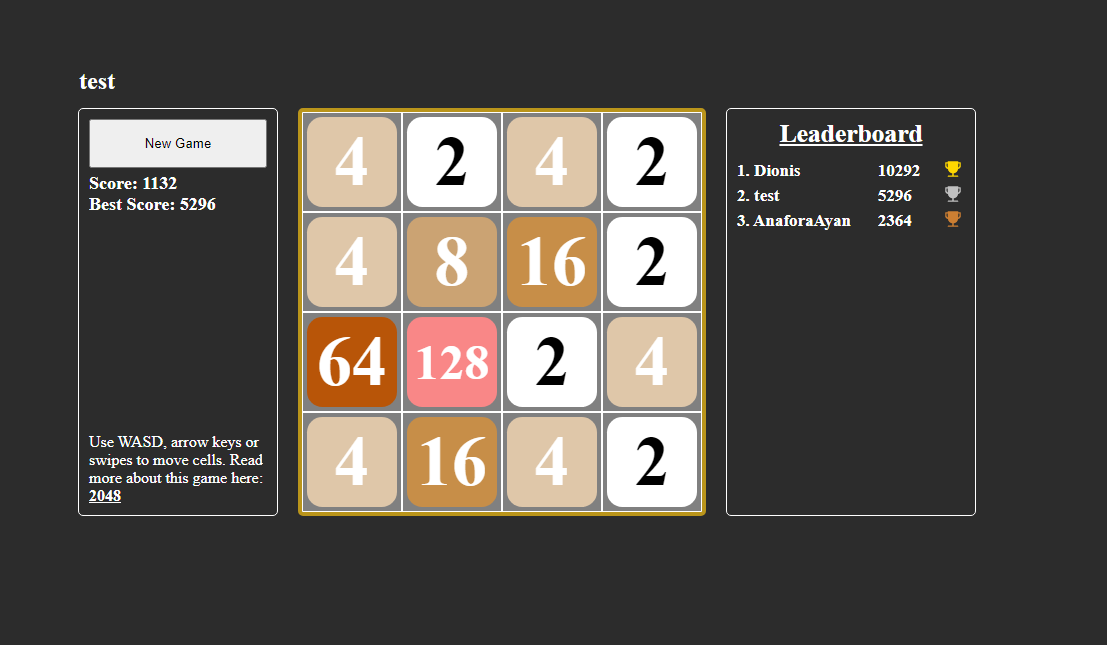 test
New Game
Score: 1132
Best Score: 5296
Use WASD, arrow keys or
swipes to move cells. Read
more about this game here:
2048
4 2 4 2
4 8 16 2
64 128 2 4
4 16 4 2
Leaderboard
1. Dionis 10292
2. test 5296
3. AnaforaAyan 2364